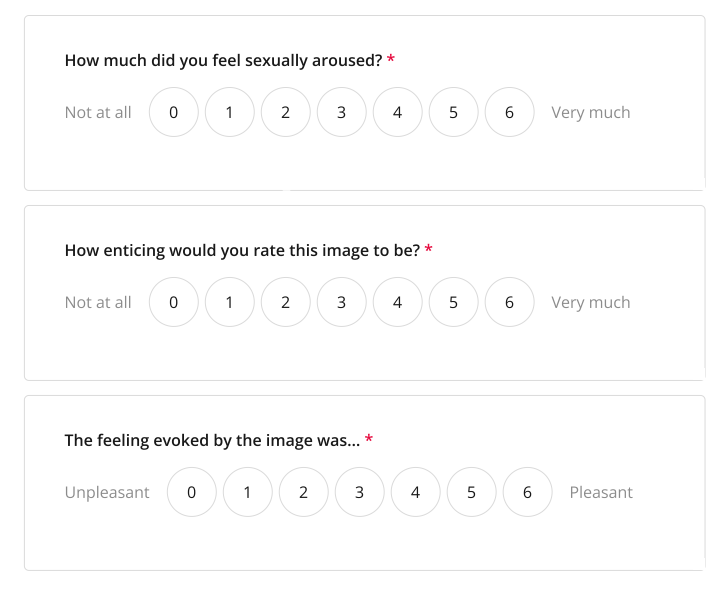 How much did you feel sexually aroused? *
Not at all 0 1 2 3 4 5 6 Very much
How enticing would you rate this image to be? *
Not at all 0 1 2 3 4 5 6 Very much
The feeling evoked by the image was... *
Unpleasant 0 1 2 3 4 5 6 Pleasant